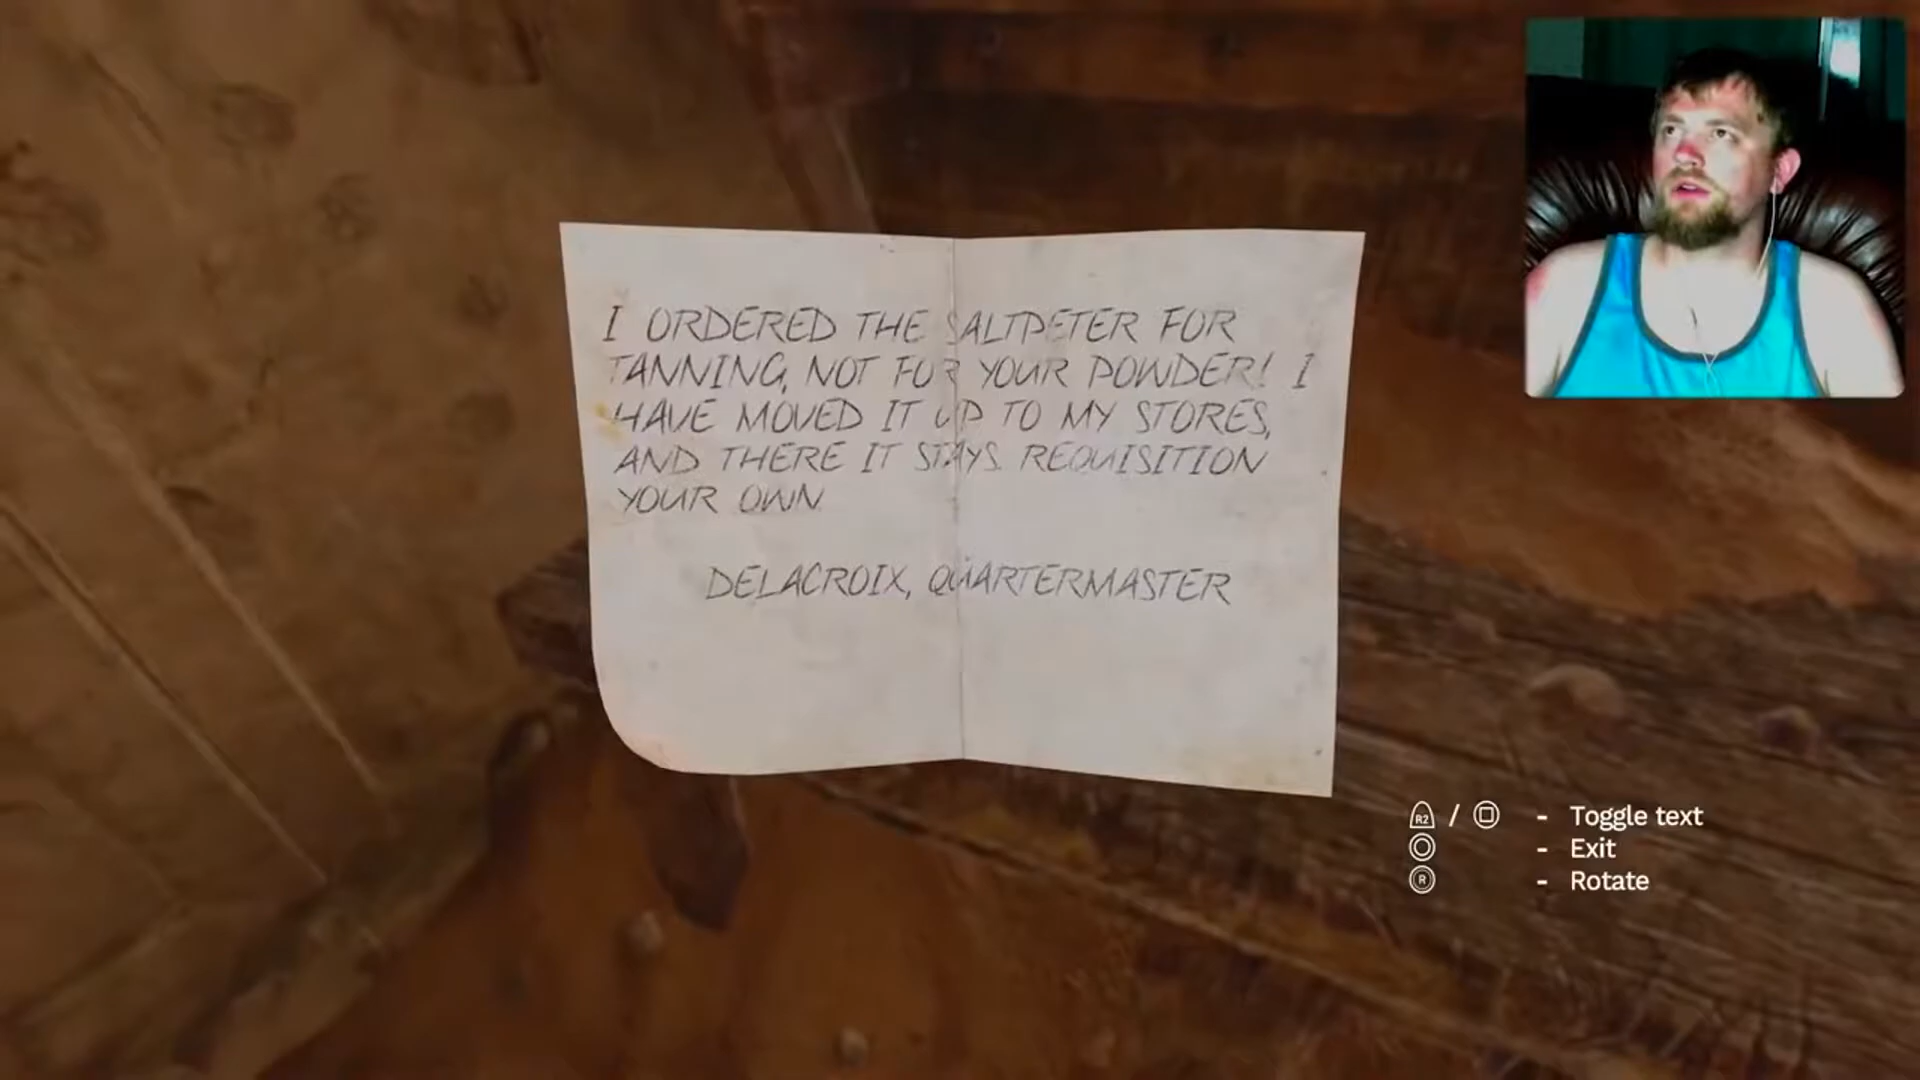 I ORDERED THE SALTPETER FOR
TANNING, NOT FOR YOUR POWDER! I
HAVE MOVED IT UP TO MY STORES,
AND THERE IT STAYS. REQUISITION
YOUR OWN.
DELACROIX, QUARTERMASTER
R2 / - Toggle text
- Exit
R - Rotate